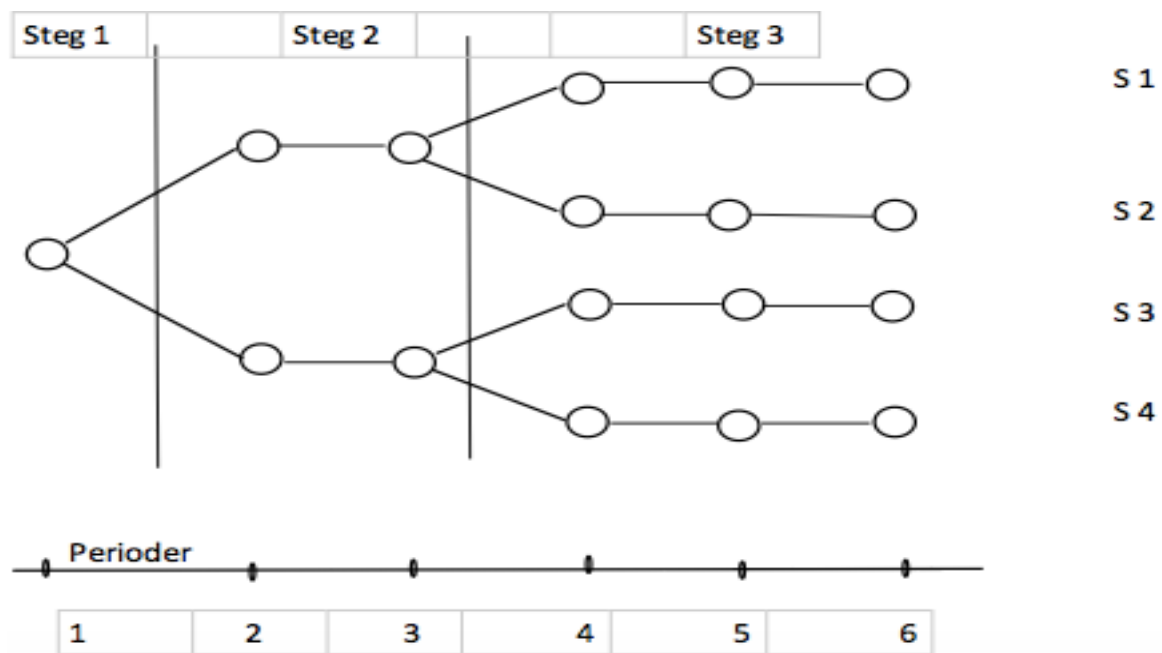 Steg 1 Steg 2 Steg 3
S 1
S 2
S 3
S 4
Perioder
1 2 3 4 5 6